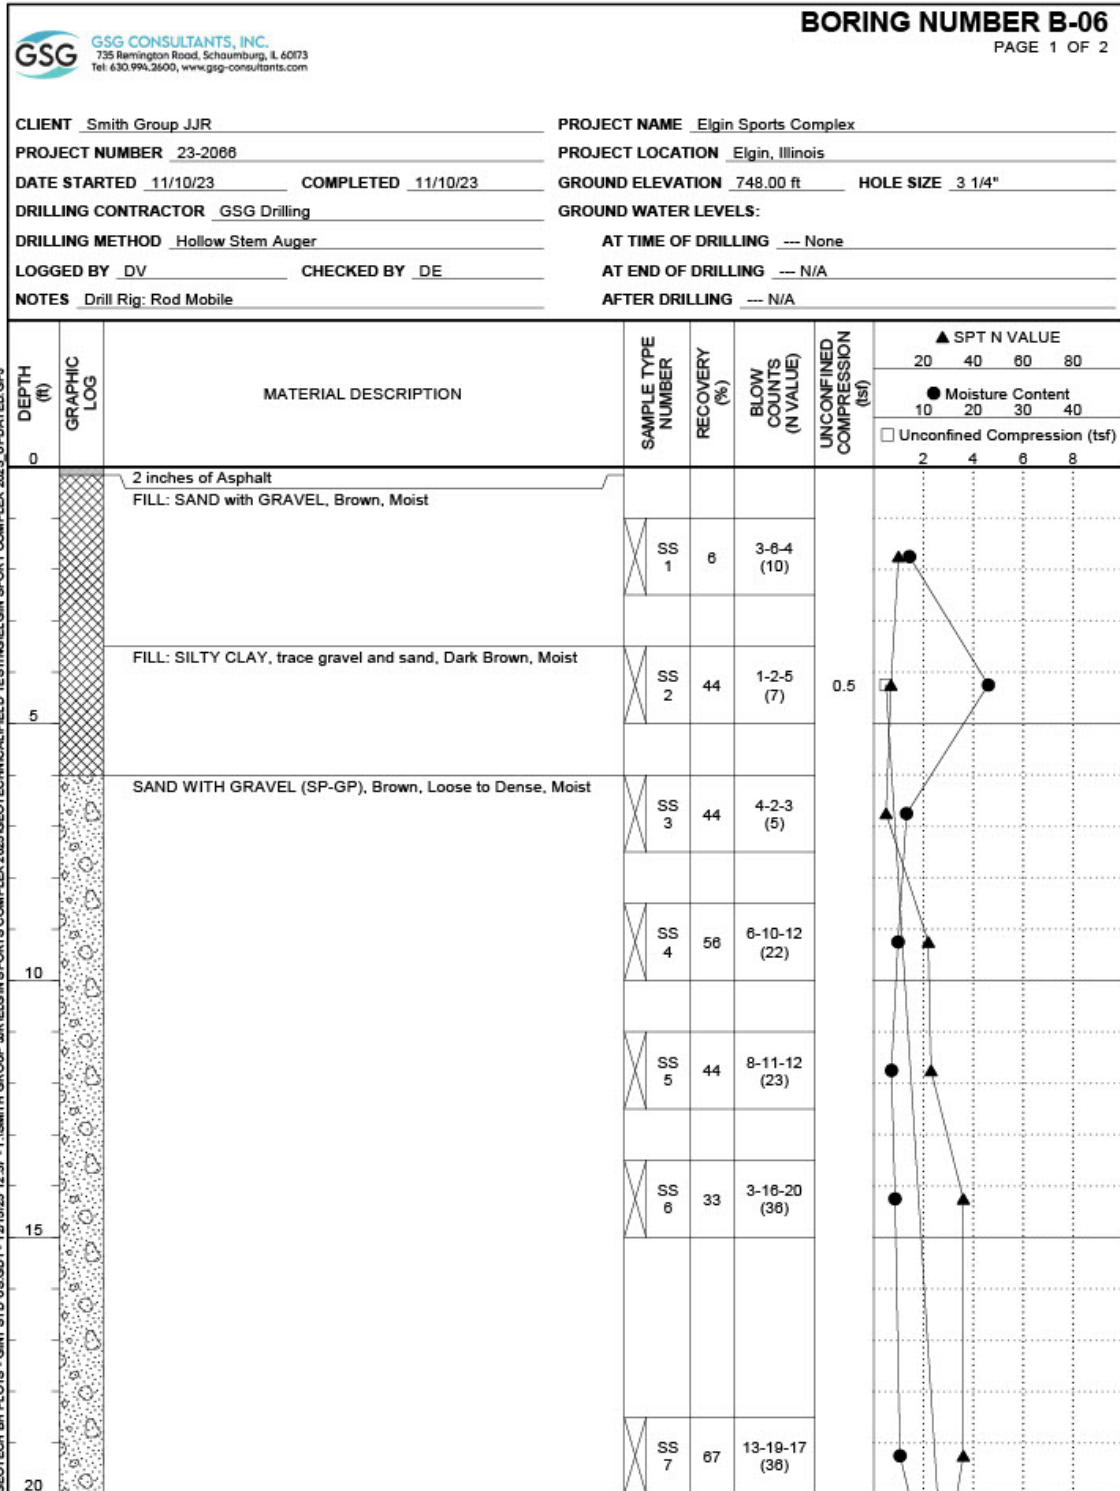 BORING NUMBER B-06
PAGE 1 OF 2
GSG
GSG CONSULTANTS, INC.
735 Remington Road, Schaumburg, IL 60173
Tel: 630.994.2600, www.gsg-consultants.com
CLIENT Smith Group JJR
PROJECT NAME Elgin Sports Complex
PROJECT NUMBER 23-2066
PROJECT LOCATION Elgin, Illinois
DATE STARTED 11/10/23 COMPLETED 11/10/23
GROUND ELEVATION 748.00 ft HOLE SIZE 3 1/4"
DRILLING CONTRACTOR GSG Drilling
GROUND WATER LEVELS:
DRILLING METHOD Hollow Stem Auger
AT TIME OF DRILLING --- None
LOGGED BY DV CHECKED BY DE
AT END OF DRILLING --- N/A
NOTES Drill Rig: Rod Mobile
AFTER DRILLING --- N/A
DEPTH
(ft)
GRAPHIC
LOG
MATERIAL DESCRIPTION
SAMPLE TYPE
NUMBER
RECOVERY
(%)
BLOW
COUNTS
(N VALUE)
UNCONFINED
COMPRESSION
(tsf)
▲ SPT N VALUE
20 40 60 80
● Moisture Content
10 20 30 40
□ Unconfined Compression (tsf)
2 4 6 8
0
2 inches of Asphalt
FILL: SAND with GRAVEL, Brown, Moist
SS
1
6
3-6-4
(10)
FILL: SILTY CLAY, trace gravel and sand, Dark Brown, Moist
SS
2
44
1-2-5
(7)
0.5
5
SAND WITH GRAVEL (SP-GP), Brown, Loose to Dense, Moist
SS
3
44
4-2-3
(5)
SS
4
56
6-10-12
(22)
10
SS
5
44
8-11-12
(23)
SS
6
33
3-16-20
(36)
15
SS
7
67
13-19-17
(36)
20